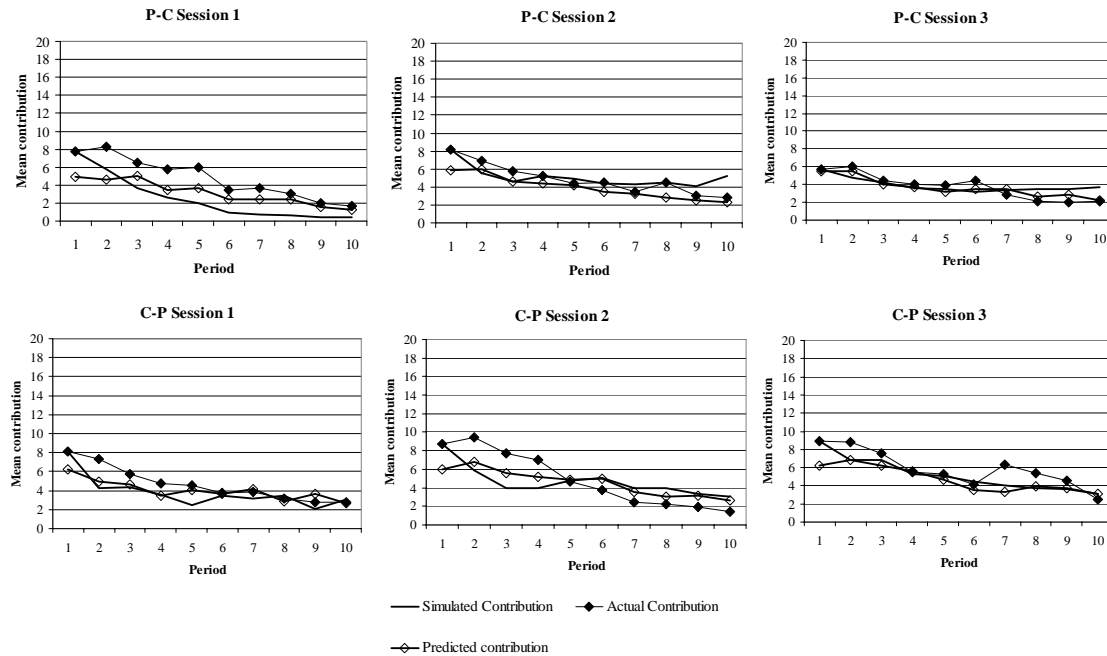 P-C Session 1
Mean contribution
20
18
16
14
12
10
8
6
4
2
0
1 2 3 4 5 6 7 8 9 10
Period
P-C Session 2
Mean contribution
20
18
16
14
12
10
8
6
4
2
0
1 2 3 4 5 6 7 8 9 10
Period
P-C Session 3
Mean contribution
20
18
16
14
12
10
8
6
4
2
0
1 2 3 4 5 6 7 8 9 10
Period
C-P Session 1
Mean contribution
20
18
16
14
12
10
8
6
4
2
0
1 2 3 4 5 6 7 8 9 10
Period
C-P Session 2
Mean contribution
20
18
16
14
12
10
8
6
4
2
0
1 2 3 4 5 6 7 8 9 10
Period
C-P Session 3
Mean contribution
20
18
16
14
12
10
8
6
4
2
0
1 2 3 4 5 6 7 8 9 10
Period
Simulated Contribution
Actual Contribution
Predicted contribution